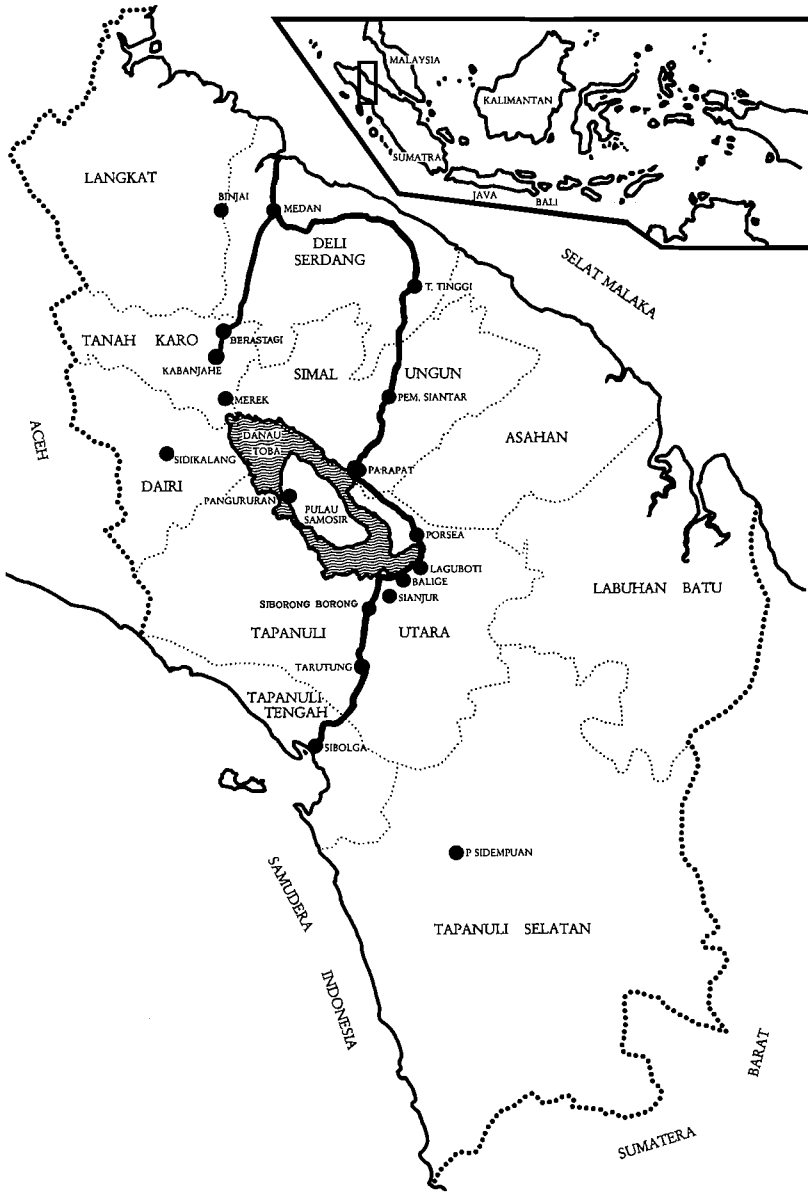 MALAYSIA
KALIMANTAN
SUMATRA
JAVA
BALI
LANGKAT
BINJAI
MEDAN
DELI
SERDANG
SELAT MALAKA
T. TINGGI
TANAH KARO
BERASTAGI
KABANJAHE
SIMAL
UNGUN
MEREK
PEM. SIANTAR
ACEH
DANAU
TOBA
ASAHAN
SIDIKALANG
PARAPAT
DAIRI
PANGURURAN
PULAU
SAMOSIR
PORSEA
LAGUBOTI
BALIGE
LABUHAN BATU
SIANJUR
SIBORONG BORONG
TAPANULI
UTARA
TARUTUNG
TAPANULI
TENGAH
SIBOLGA
P SIDEMPUAN
SAMUDERA
INDONESIA
TAPANULI SELATAN
BARAT
SUMATERA